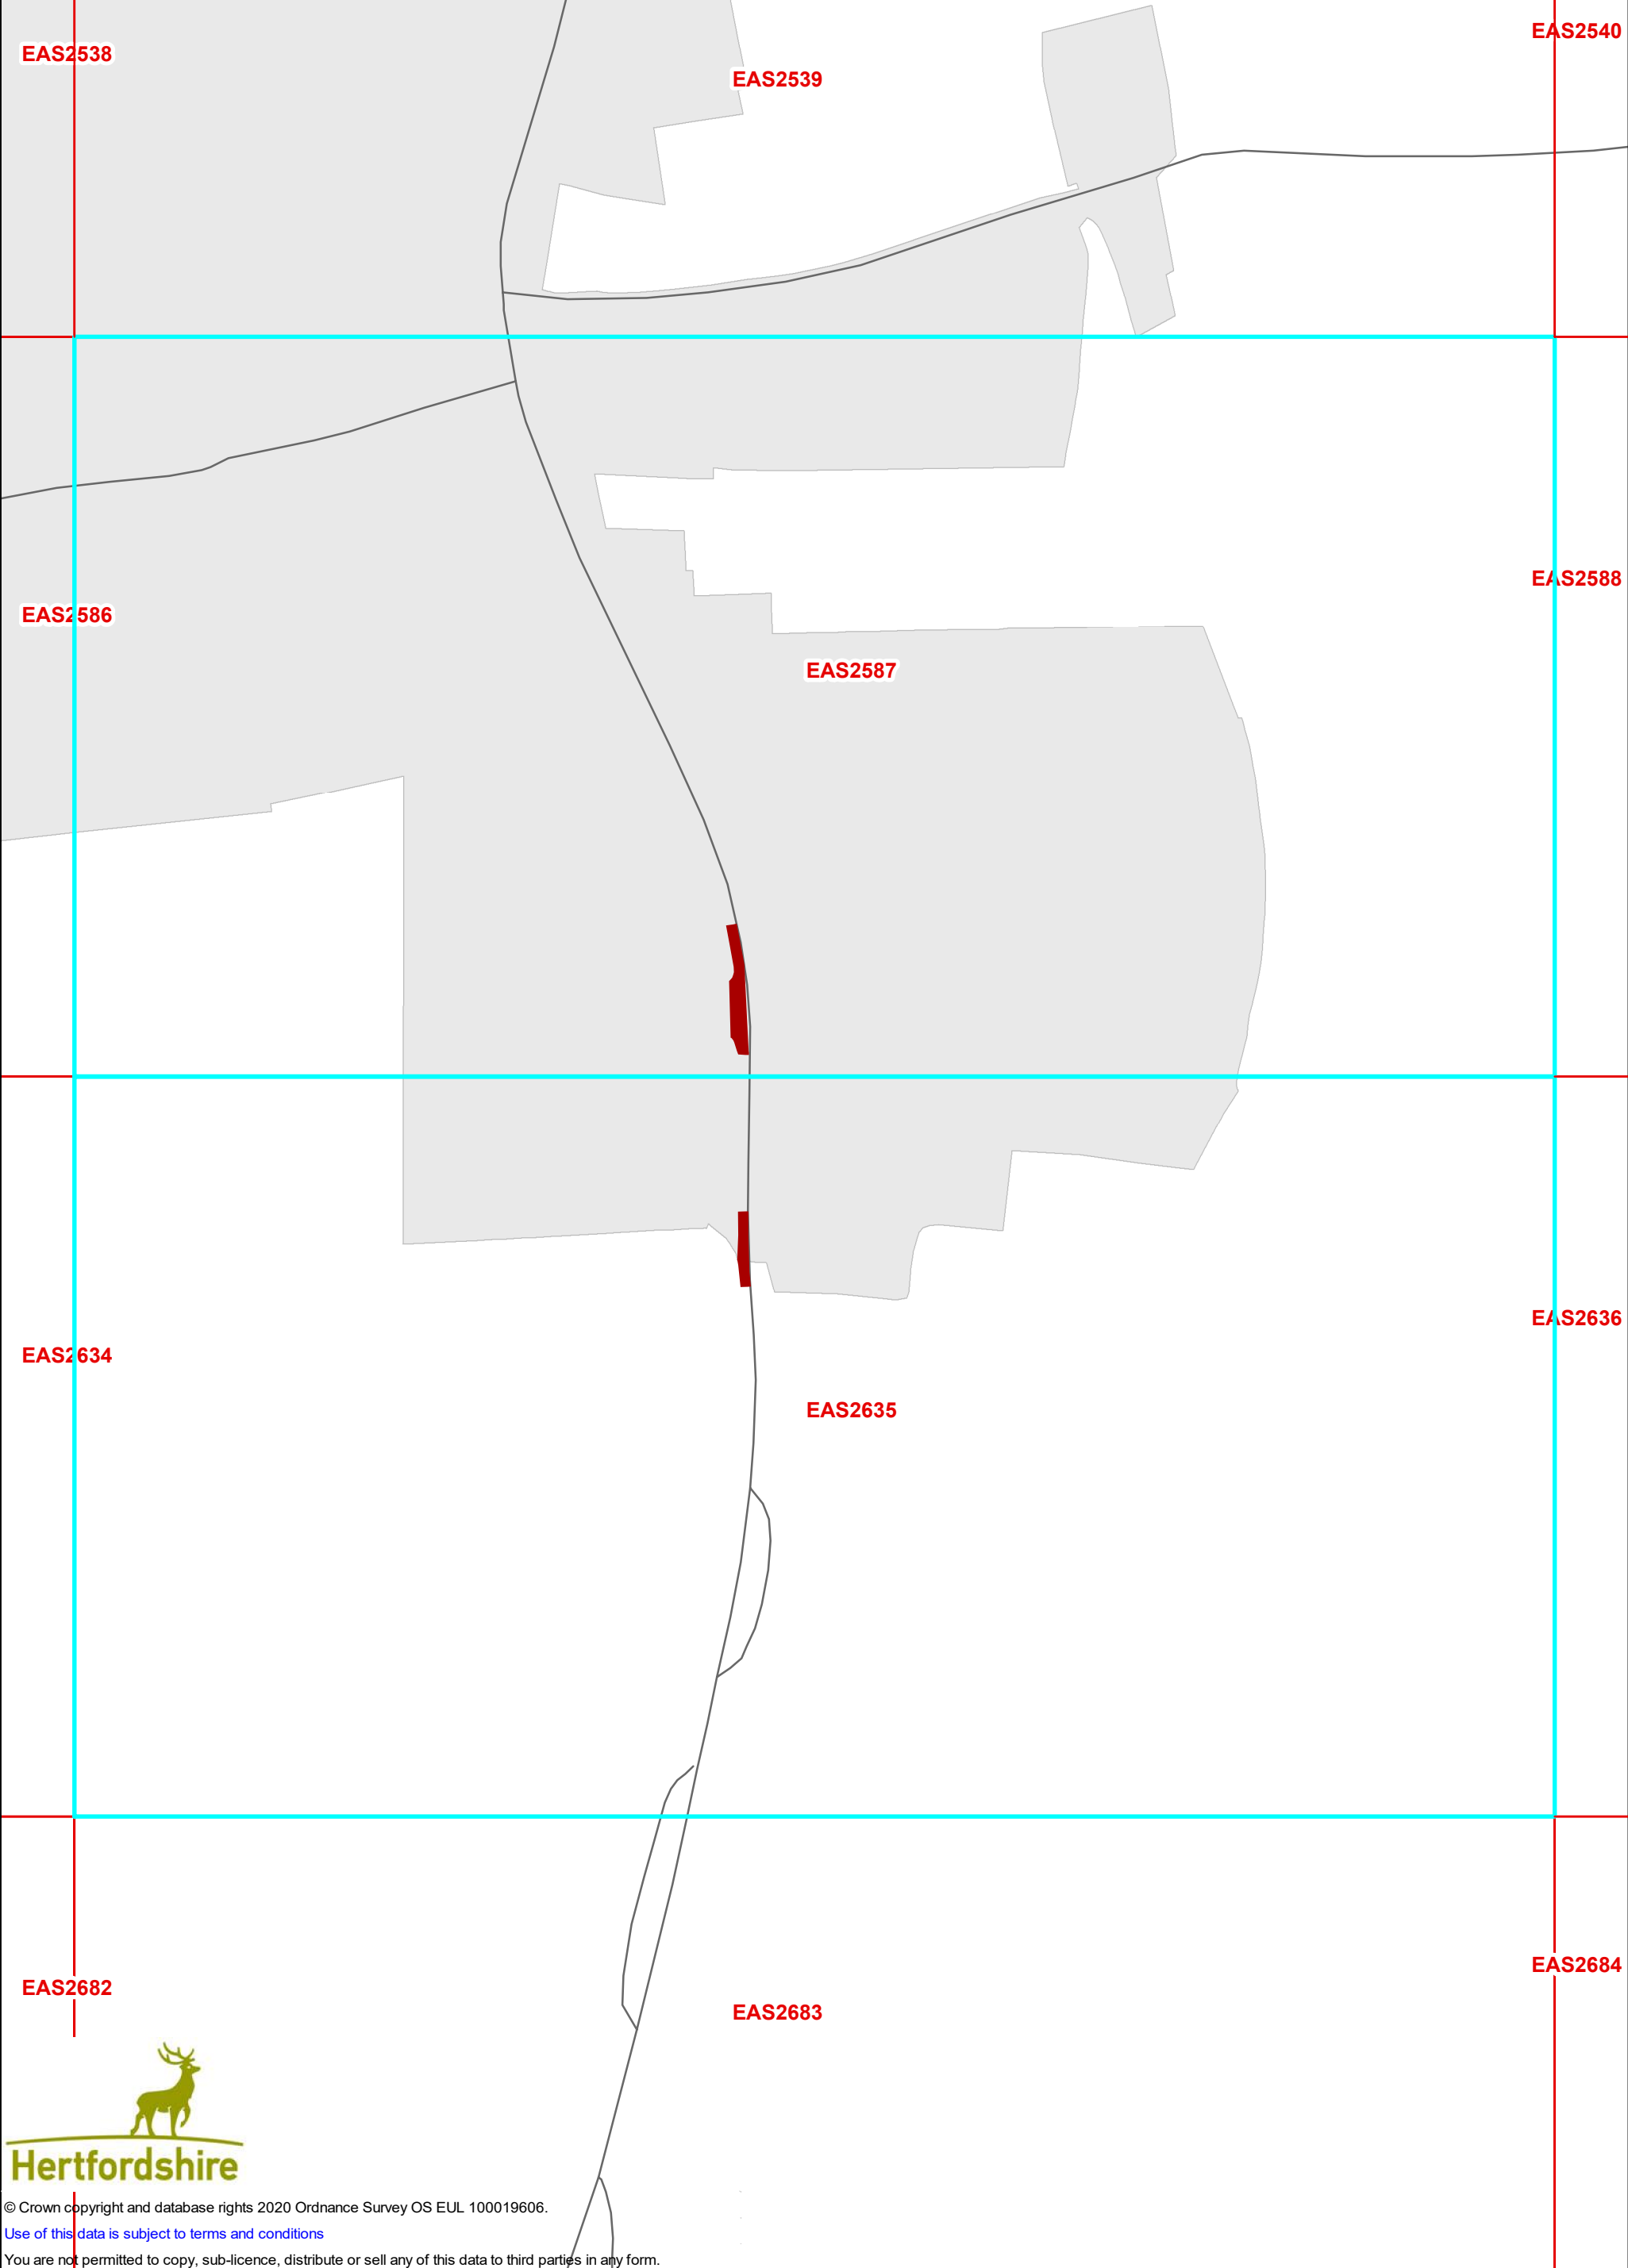 EAS2538
EAS2539
EAS2540
EAS2586
EAS2587
EAS2588
EAS2634
EAS2635
EAS2636
EAS2682
EAS2683
EAS2684
Hertfordshire
© Crown copyright and database rights 2020 Ordnance Survey OS EUL 100019606.
Use of this data is subject to terms and conditions
You are not permitted to copy, sub-licence, distribute or sell any of this data to third parties in any form.